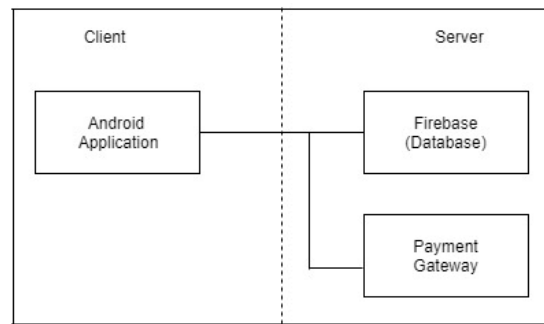 Client
Server
Android
Application
Firebase
(Database)
Payment
Gateway